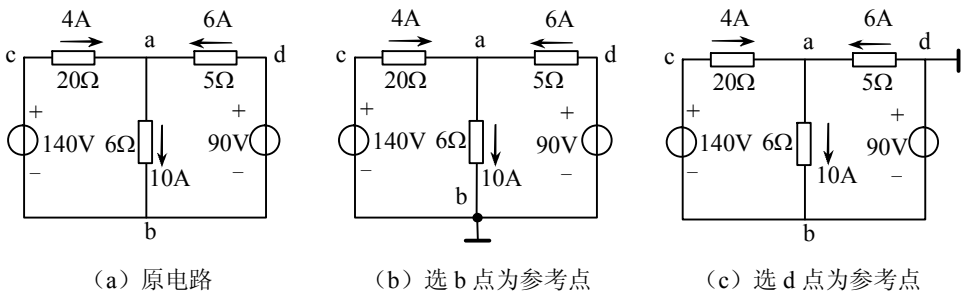 4A 6A
c a d
20Ω 5Ω
+ +
140V 6Ω 90V
− −
10A
b
（a）原电路
4A 6A
c a d
20Ω 5Ω
+ +
140V 6Ω 90V
− −
10A
b
（b）选 b 点为参考点
4A 6A
c a d
20Ω 5Ω
+ +
140V 6Ω 90V
− −
10A
b
（c）选 d 点为参考点